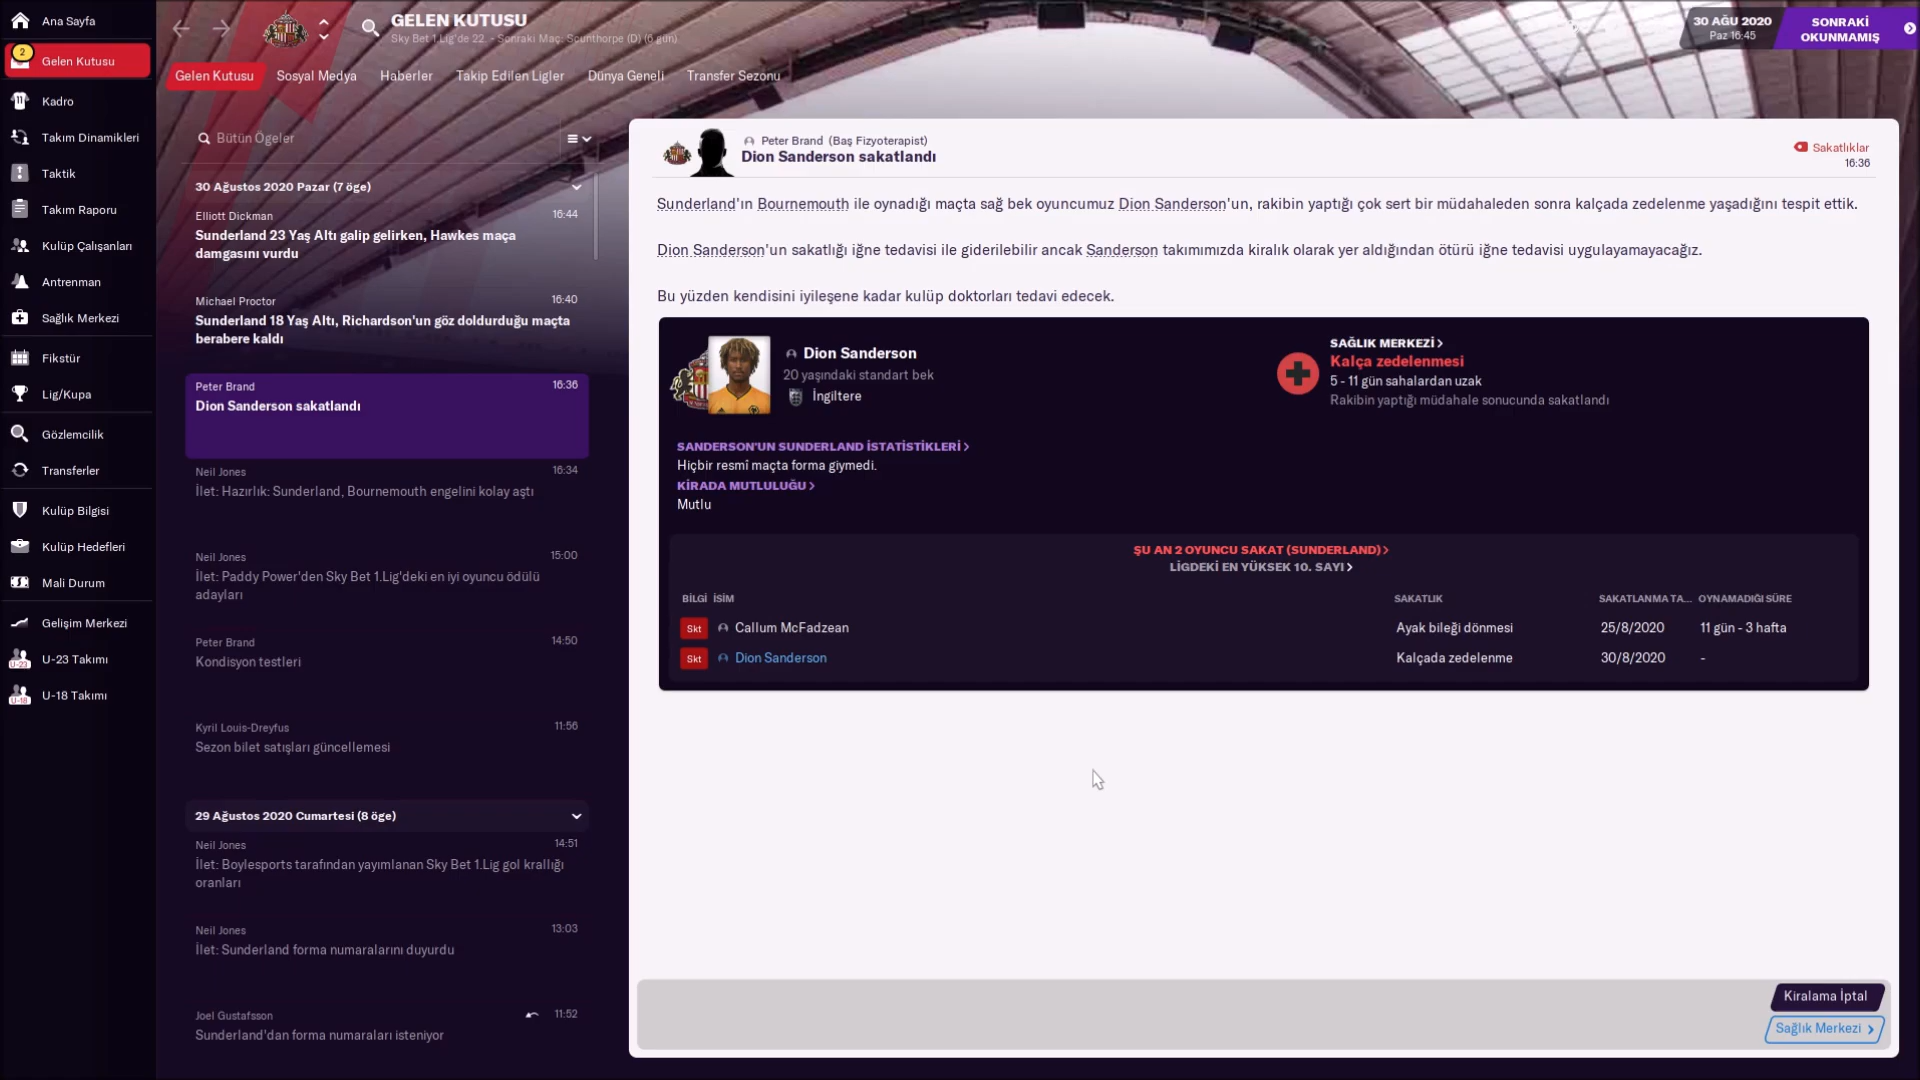 Ana Sayfa
2
Gelen Kutusu
Kadro
Takım Dinamikleri
Taktik
Takım Raporu
Kulüp Çalışanları
Antrenman
Sağlık Merkezi
Fikstür
Lig/Kupa
Gözlemcilik
Transferler
Kulüp Bilgisi
Kulüp Hedefleri
Mali Durum
Gelişim Merkezi
U-23 Takımı
U-18 Takımı
GELEN KUTUSU
Sky Bet 1.Lig'de 22. - Sonraki Maç: Scunthorpe (D) (6 gün)
30 AĞU 2020
Paz 16:45
SONRAKİ
OKUNMAMIŞ
Gelen Kutusu Sosyal Medya Haberler Takip Edilen Ligler Dünya Geneli Transfer Sezonu
Bütün Ögeler
30 Ağustos 2020 Pazar (7 öge)
Elliott Dickman 16:44
Sunderland 23 Yaş Altı galip gelirken, Hawkes maça
damgasını vurdu
Michael Proctor 16:40
Sunderland 18 Yaş Altı, Richardson'un göz doldurduğu maçta
berabere kaldı
Peter Brand 16:36
Dion Sanderson sakatlandı
Neil Jones 16:34
İlet: Hazırlık: Sunderland, Bournemouth engelini kolay aştı
Neil Jones 15:00
İlet: Paddy Power'den Sky Bet 1.Lig'deki en iyi oyuncu ödülü
adayları
Peter Brand 14:50
Kondisyon testleri
Kyril Louis-Dreyfus 11:56
Sezon bilet satışları güncellemesi
29 Ağustos 2020 Cumartesi (8 öge)
Neil Jones 14:51
İlet: Boylesports tarafından yayımlanan Sky Bet 1.Lig gol krallığı
oranları
Neil Jones 13:03
İlet: Sunderland forma numaralarını duyurdu
Joel Gustafsson 11:52
Sunderland'dan forma numaraları isteniyor
Peter Brand (Baş Fizyoterapist)
Dion Sanderson sakatlandı
Sakatlıklar
16:36
Sunderland'ın Bournemouth ile oynadığı maçta sağ bek oyuncumuz Dion Sanderson'un, rakibin yaptığı çok sert bir müdahaleden sonra kalçada zedelenme yaşadığını tespit ettik.
Dion Sanderson'un sakatlığı iğne tedavisi ile giderilebilir ancak Sanderson takımımızda kiralık olarak yer aldığından ötürü iğne tedavisi uygulayamayacağız.
Bu yüzden kendisini iyileşene kadar kulüp doktorları tedavi edecek.
Dion Sanderson
20 yaşındaki standart bek
İngiltere
SAĞLIK MERKEZİ
Kalça zedelenmesi
5 - 11 gün sahalardan uzak
Rakibin yaptığı müdahale sonucunda sakatlandı
SANDERSON'UN SUNDERLAND İSTATİSTİKLERİ
Hiçbir resmî maçta forma giymedi.
KİRADA MUTLULUĞU
Mutlu
ŞU AN 2 OYUNCU SAKAT (SUNDERLAND)
LİGDEKİ EN YÜKSEK 10. SAYI
BİLGİ İSİM SAKATLIK SAKATLANMA TA... OYNAMADIĞI SÜRE
Skt Callum McFadzean Ayak bileği dönmesi 25/8/2020 11 gün - 3 hafta
Skt Dion Sanderson Kalçada zedelenme 30/8/2020 -
Kiralama İptal
Sağlık Merkezi